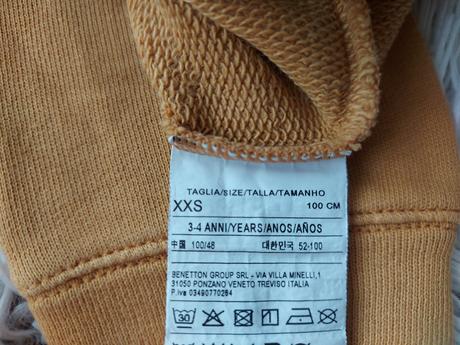 TAGLIA/SIZE/TALLA/TAMANHO
XXS 100 CM
3-4 ANNI/YEARS/ANOS/AÑOS
中国 100/48 대한민국 52-100
BENETTON GROUP SRL - VIA VILLA MINELLI,1
31050 PONZANO VENETO TREVISO ITALIA
P.iva 03490770264
30